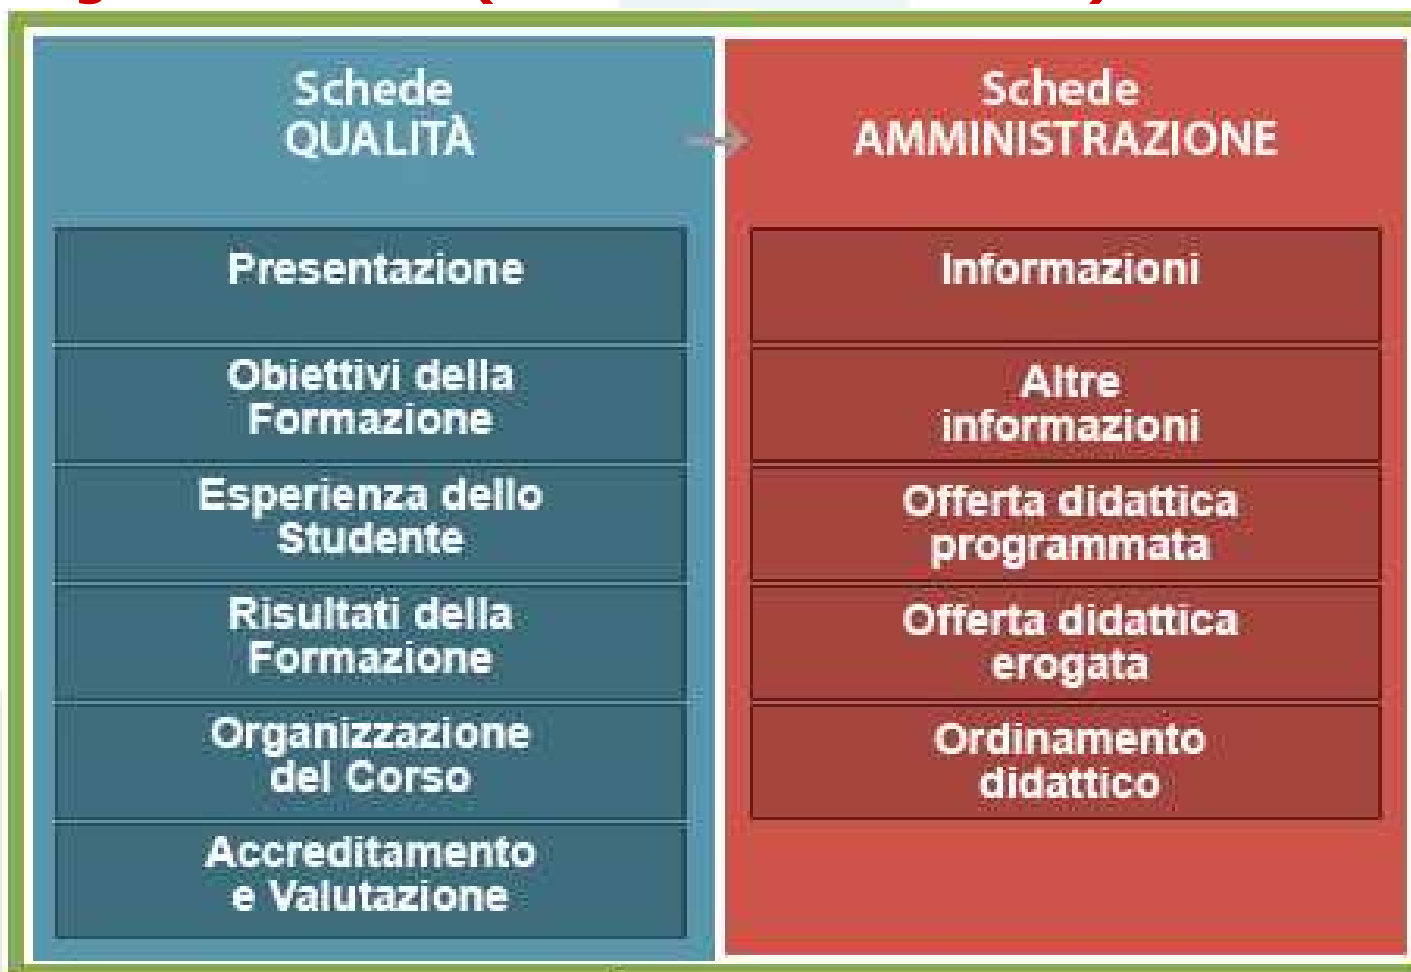 Schede
QUALITÀ
Presentazione
Obiettivi della
Formazione
Esperienza dello
Studente
Risultati della
Formazione
Organizzazione
del Corso
Accreditamento
e Valutazione
Schede
AMMINISTRAZIONE
Informazioni
Altre
informazioni
Offerta didattica
programmata
Offerta didattica
erogata
Ordinamento
didattico